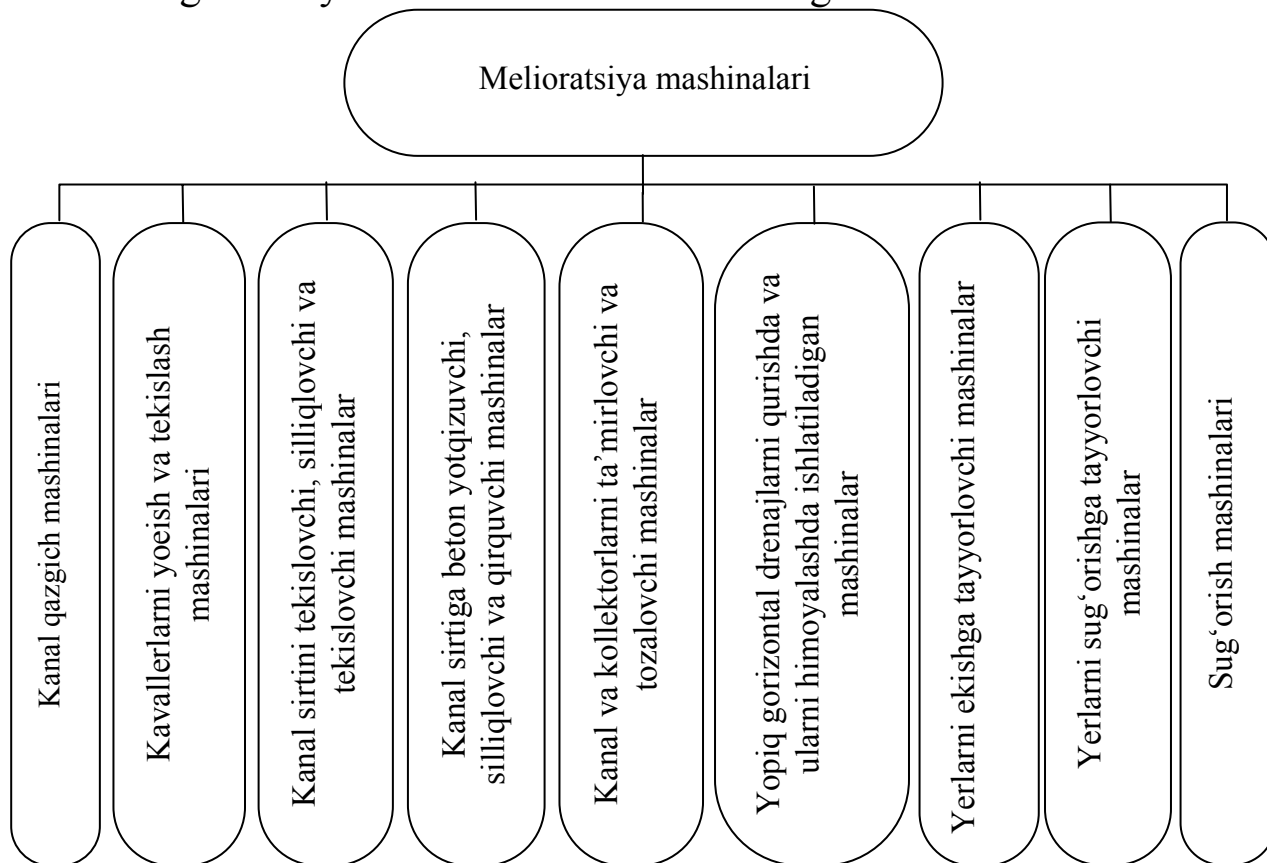 Melioratsiya mashinalari
Kanal qazgich mashinalari
Kavallerlarni yoeish va tekislash
mashinalari
Kanal sirtini tekislovchi, silliqlovchi va
tekislovchi mashinalar
Kanal sirtiga beton yotqizuvchi,
silliqlovchi va qirquvchi mashinalar
Kanal va kollektorlarni ta’mirlovchi va
tozalovchi mashinalar
Yopiq gorizontal drenajlarni qurishda va
ularni himoyalashda ishlatiladigan
mashinalar
Yerlarni ekishga tayyorlovchi mashinalar
Yerlarni sug‘orishga tayyorlovchi
mashinalar
Sug‘orish mashinalari